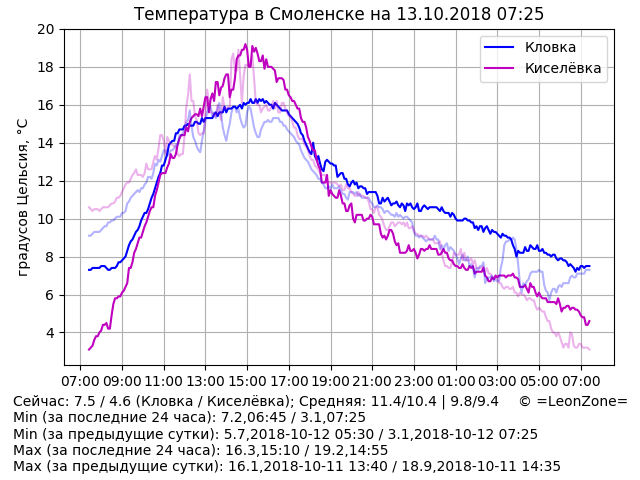 Температура в Смоленске на 13.10.2018 07:25
градусов Цельсия, °C
20
18
16
14
12
10
8
6
4
Кловка
Киселёвка
07:00 09:00 11:00 13:00 15:00 17:00 19:00 21:00 23:00 01:00 03:00 05:00 07:00
Сейчас: 7.5 / 4.6 (Кловка / Киселёвка); Средняя: 11.4/10.4 | 9.8/9.4 © =LeonZone=
Min (за последние 24 часа): 7.2,06:45 / 3.1,07:25
Min (за предыдущие сутки): 5.7,2018-10-12 05:30 / 3.1,2018-10-12 07:25
Max (за последние 24 часа): 16.3,15:10 / 19.2,14:55
Max (за предыдущие сутки): 16.1,2018-10-11 13:40 / 18.9,2018-10-11 14:35